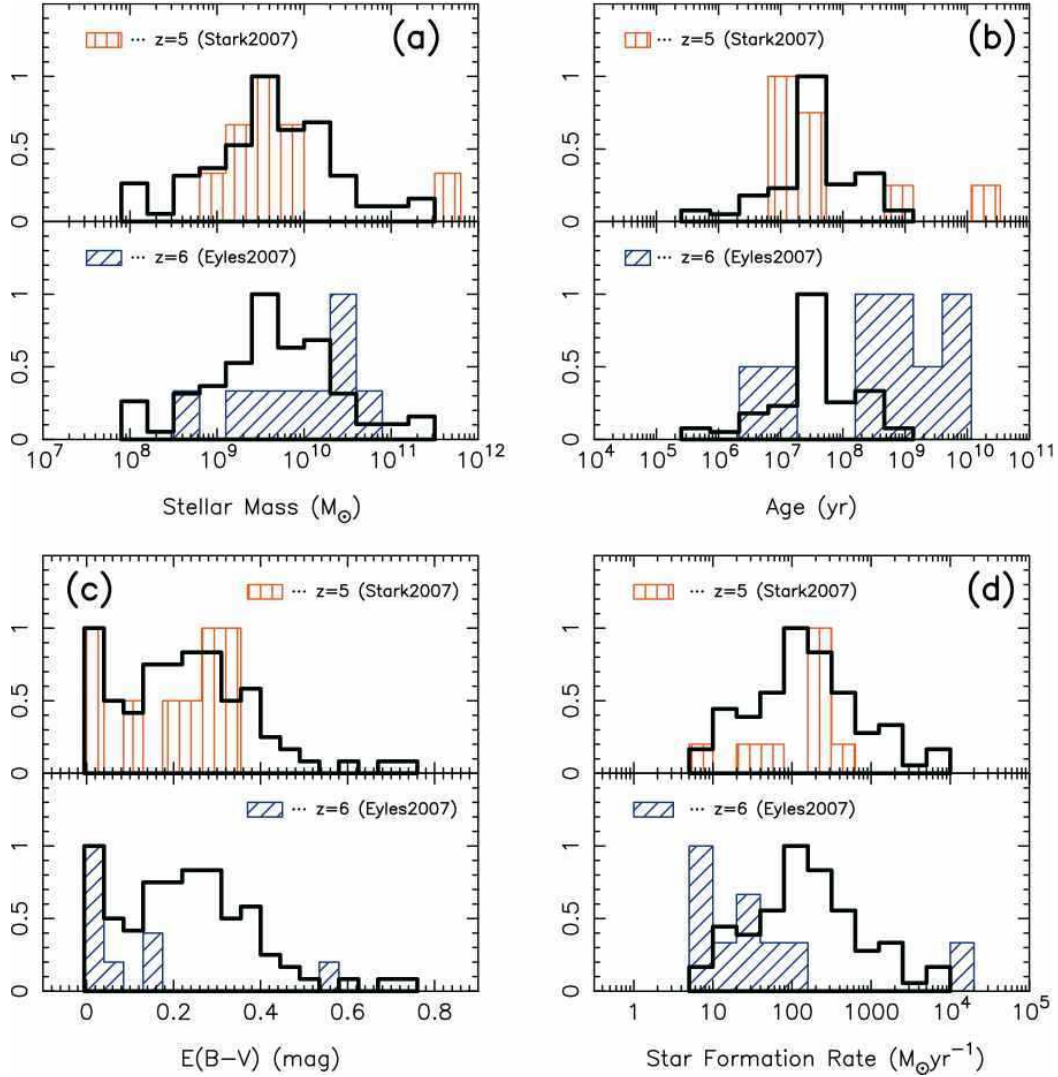 ··· z=5 (Stark2007)
(a)
1
0.5
0
··· z=6 (Eyles2007)
1
0.5
0
10^7 10^8 10^9 10^10 10^11 10^12
Stellar Mass (M⊙)
··· z=5 (Stark2007)
(b)
1
0.5
0
··· z=6 (Eyles2007)
1
0.5
0
10^4 10^5 10^6 10^7 10^8 10^9 10^10 10^11
Age (yr)
(c)
··· z=5 (Stark2007)
1
0.5
0
··· z=6 (Eyles2007)
1
0.5
0
0 0.2 0.4 0.6 0.8
E(B−V) (mag)
··· z=5 (Stark2007)
(d)
1
0.5
0
··· z=6 (Eyles2007)
1
0.5
0
1 10 100 1000 10^4 10^5
Star Formation Rate (M⊙yr^−1)